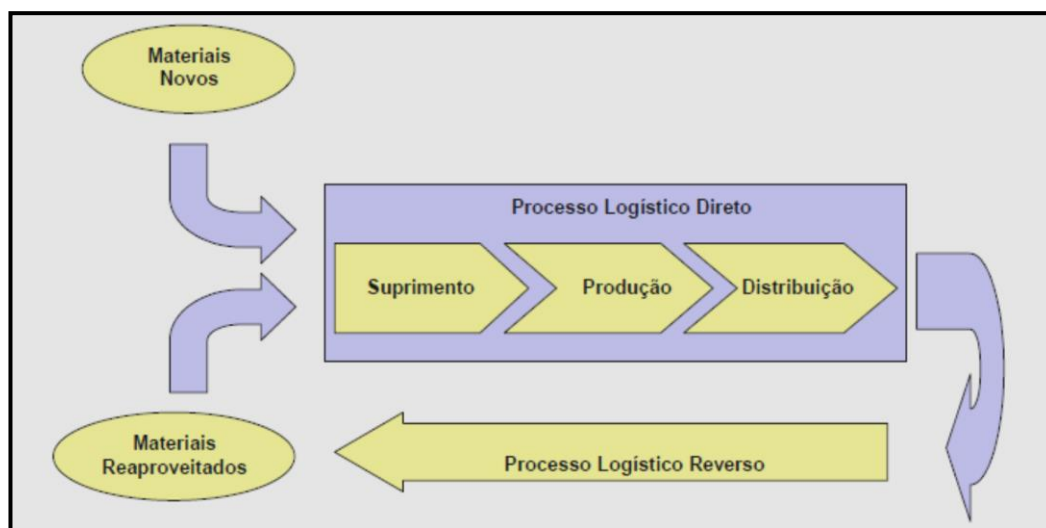 Materiais
Novos
Processo Logístico Direto
Suprimento
Produção
Distribuição
Materiais
Reaproveitados
Processo Logístico Reverso